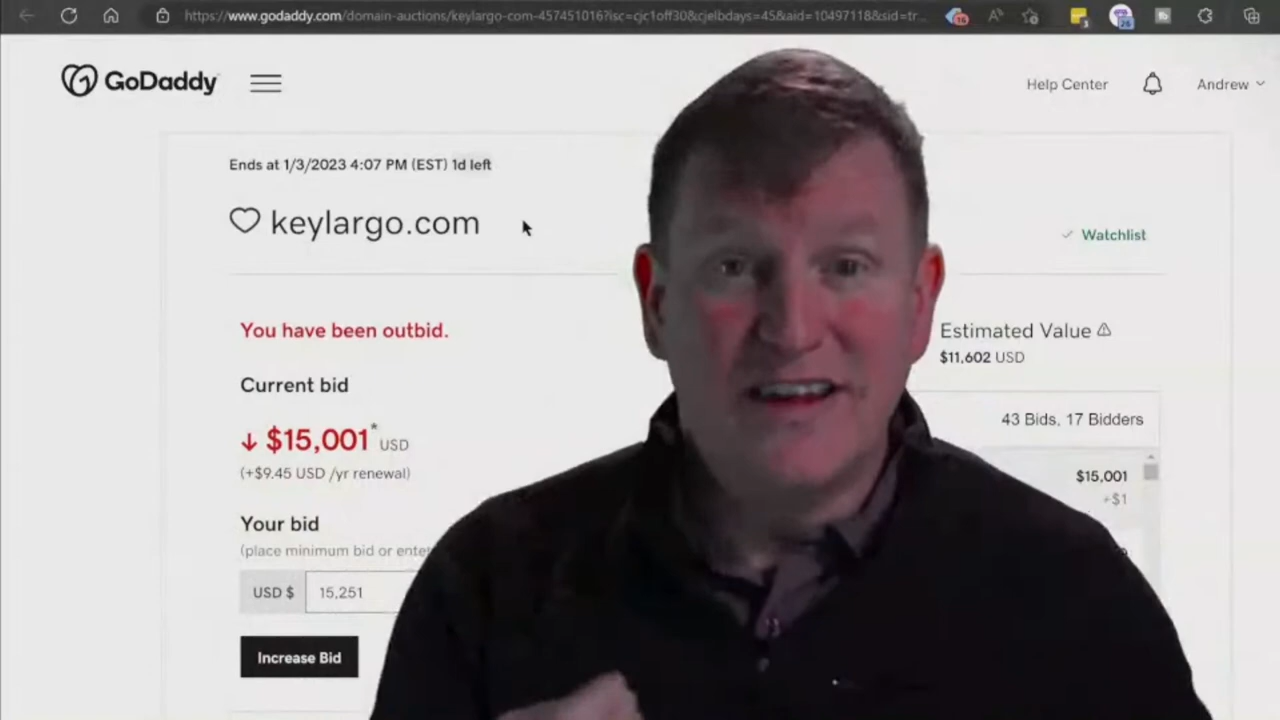 https://www.godaddy.com/domain-auctions/keylargo-com-457451016?isc=cjc1off30&cjelbdays=45&aid=10497118&sid=tr...
16
26
GoDaddy
Help Center
Andrew
Ends at 1/3/2023 4:07 PM (EST) 1d left
keylargo.com
Watchlist
You have been outbid.
Estimated Value
$11,602 USD
Current bid
$15,001* USD
43 Bids, 17 Bidders
(+$9.45 USD /yr renewal)
$15,001
+$1
Your bid
(place minimum bid or ente
USD $ 15,251
Increase Bid